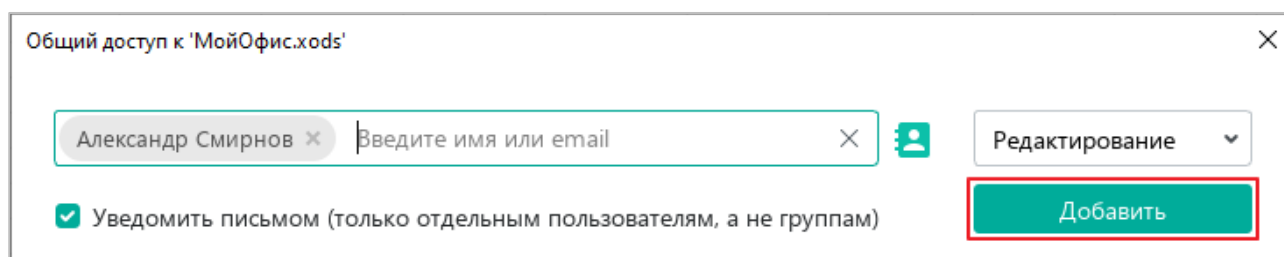 Общий доступ к 'МойОфис.xods'
Александр Смирнов Введите имя или email Редактирование
Уведомить письмом (только отдельным пользователям, а не группам) Добавить